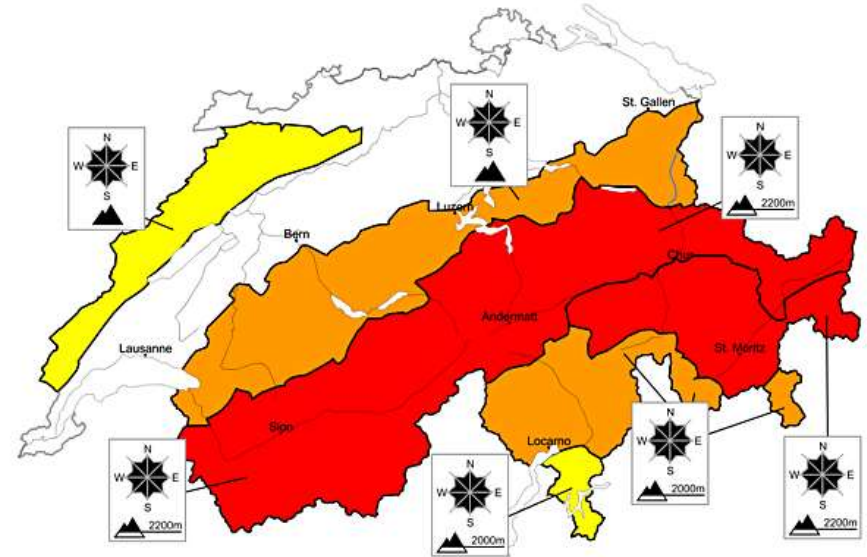 St. Gallen
N
W E
S
N
W E
S
N
W E
S
2200m
Luzern
Bern
Chur
Andermatt
Lausanne
St. Moritz
Sion
Locarno
N
W E
S
2000m
N
W E
S
2200m
N
W E
S
2000m
N
W E
S
2200m